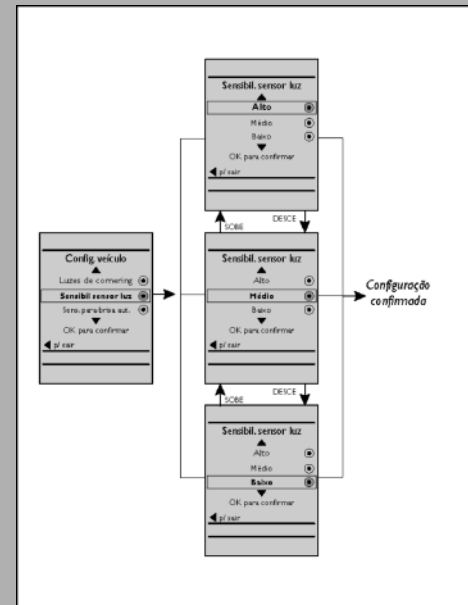 Sensibil. sensor luz
Alto
Médio
Baixo
OK para confirmar
p/ sair
SOBE
DESCE
Config. veículo
Luzes de cornering
Sensibil sensor luz
Sens. parabrisa aut.
OK para confirmar
p/ sair
Sensibil. sensor luz
Alto
Médio
Baixo
OK para confirmar
p/ sair
Configuração
confirmada
SOBE
DESCE
Sensibil. sensor luz
Alto
Médio
Baixo
OK para confirmar
p/ sair